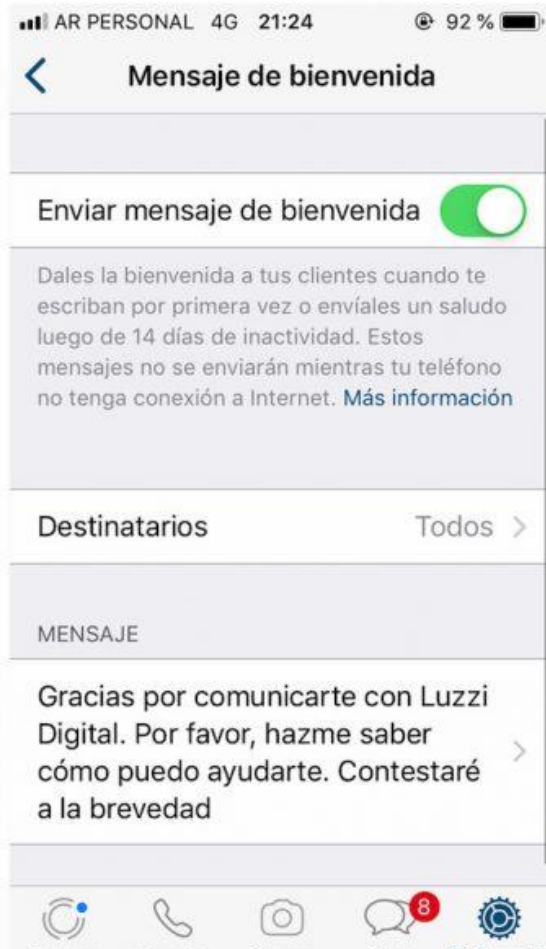 AR PERSONAL 4G 21:24 92 %
Mensaje de bienvenida
Enviar mensaje de bienvenida
Dales la bienvenida a tus clientes cuando te
escriban por primera vez o envíales un saludo
luego de 14 días de inactividad. Estos
mensajes no se enviarán mientras tu teléfono
no tenga conexión a Internet. Más información
Destinatarios Todos
MENSAJE
Gracias por comunicarte con Luzzi
Digital. Por favor, hazme saber
cómo puedo ayudarte. Contestaré
a la brevedad
8